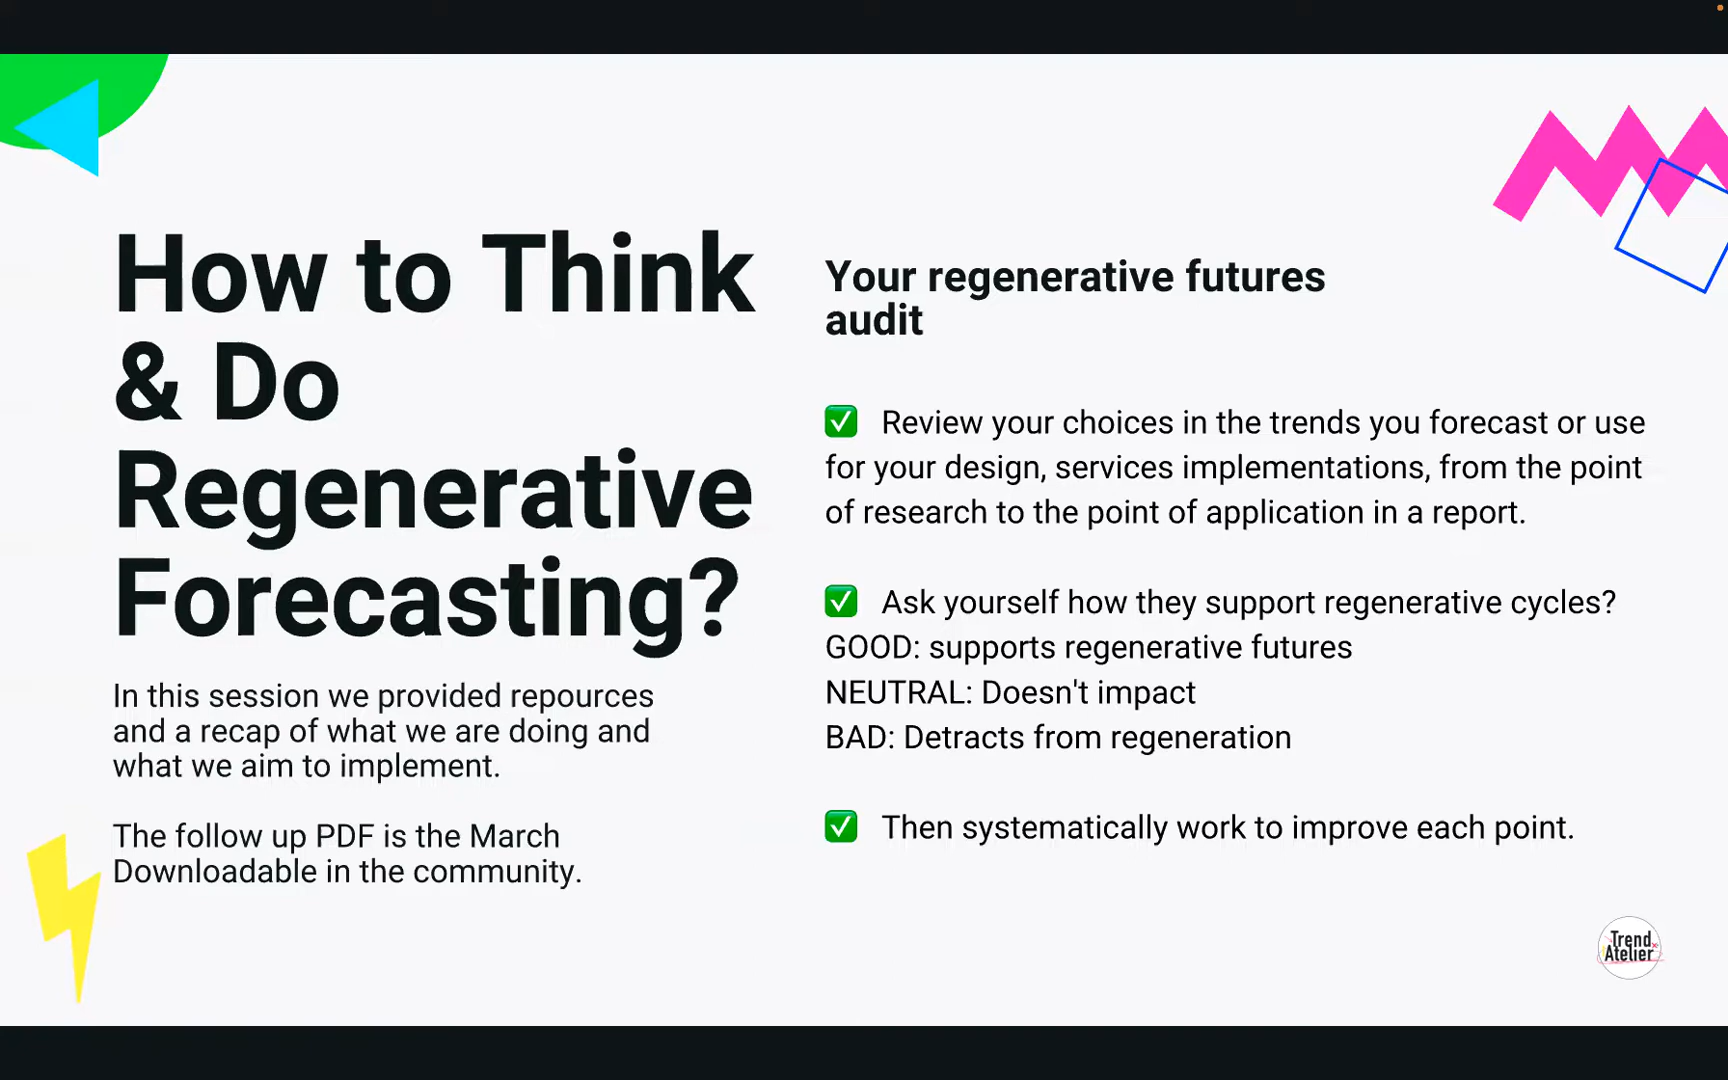 How to Think
& Do
Regenerative
Forecasting?
In this session we provided repources
and a recap of what we are doing and
what we aim to implement.
The follow up PDF is the March
Downloadable in the community.
Your regenerative futures
audit
✅ Review your choices in the trends you forecast or use
for your design, services implementations, from the point
of research to the point of application in a report.
✅ Ask yourself how they support regenerative cycles?
GOOD: supports regenerative futures
NEUTRAL: Doesn't impact
BAD: Detracts from regeneration
✅ Then systematically work to improve each point.
Trend
Atelier